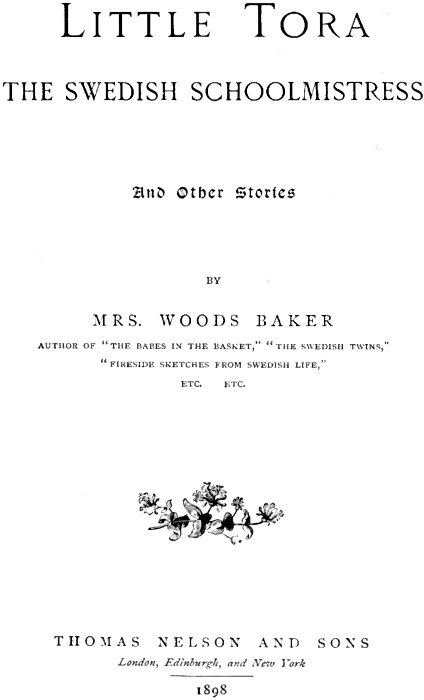 LITTLE TORA
THE SWEDISH SCHOOLMISTRESS
And Other Stories
BY
MRS. WOODS BAKER
AUTHOR OF "THE BABES IN THE BASKET," "THE SWEDISH TWINS,"
"FIRESIDE SKETCHES FROM SWEDISH LIFE,"
ETC. ETC.
THOMAS NELSON AND SONS
London, Edinburgh, and New York
1898